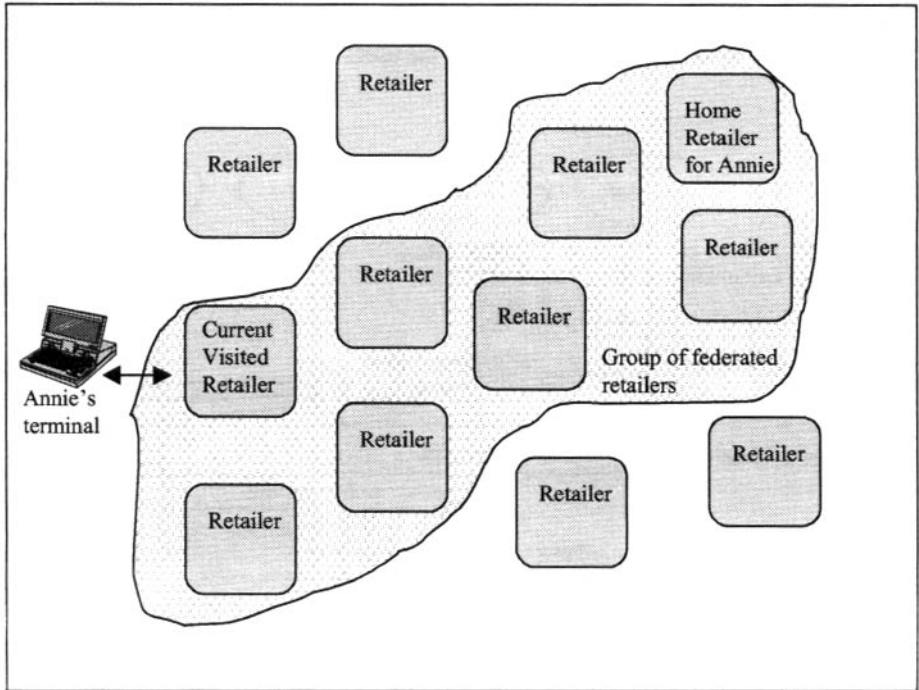 Retailer
Retailer
Home
Retailer
for Annie
Retailer
Retailer
Retailer
Retailer
Current
Visited
Retailer
Group of federated
retailers
Annie's
terminal
Retailer
Retailer
Retailer
Retailer